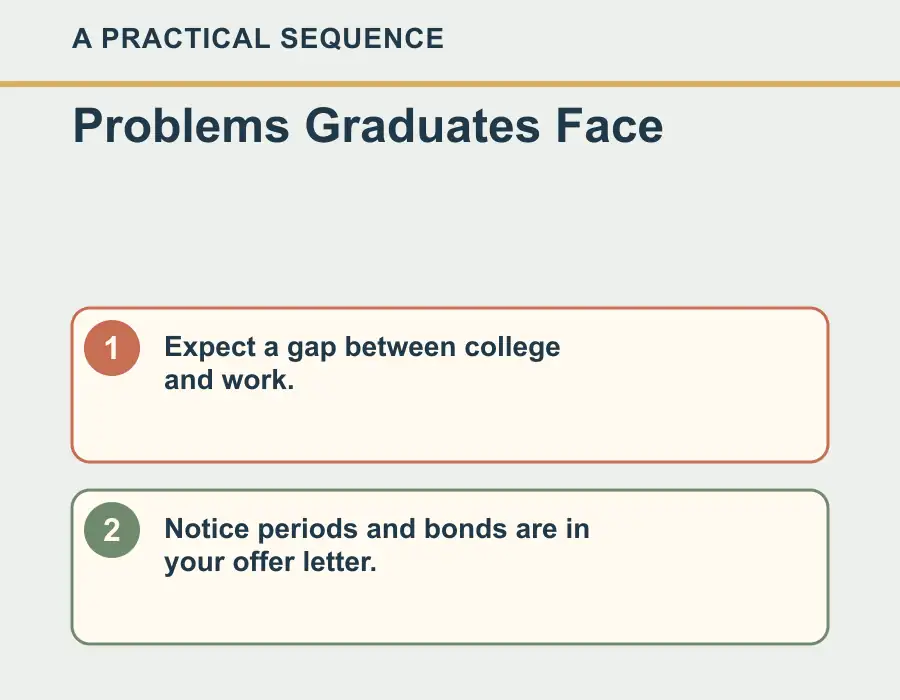 A PRACTICAL SEQUENCE
Problems Graduates Face
1
Expect a gap between college
and work.
2
Notice periods and bonds are in
your offer letter.